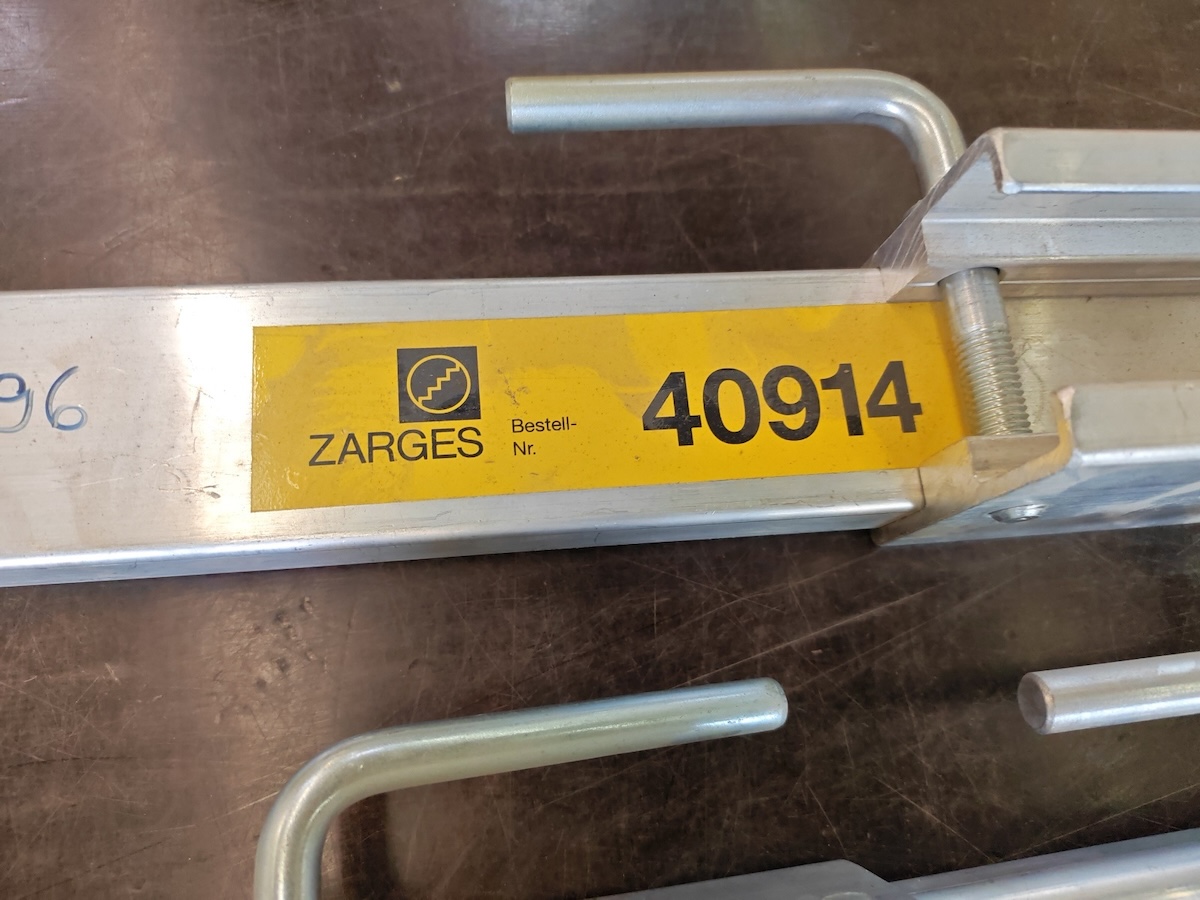 96
ZARGES
Bestell-
Nr.
40914